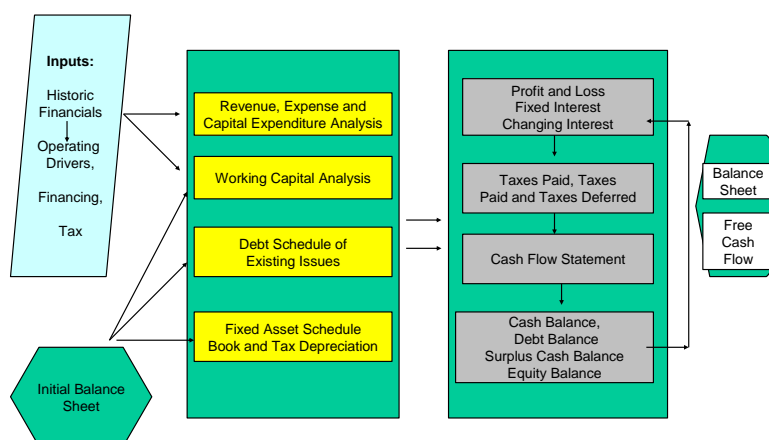 Inputs:
Historic
Financials
Operating
Drivers,
Financing,
Tax
Initial Balance
Sheet
Revenue, Expense and
Capital Expenditure Analysis
Working Capital Analysis
Debt Schedule of
Existing Issues
Fixed Asset Schedule
Book and Tax Depreciation
Profit and Loss
Fixed Interest
Changing Interest
Taxes Paid, Taxes
Paid and Taxes Deferred
Cash Flow Statement
Cash Balance,
Debt Balance
Surplus Cash Balance
Equity Balance
Balance
Sheet
Free
Cash
Flow